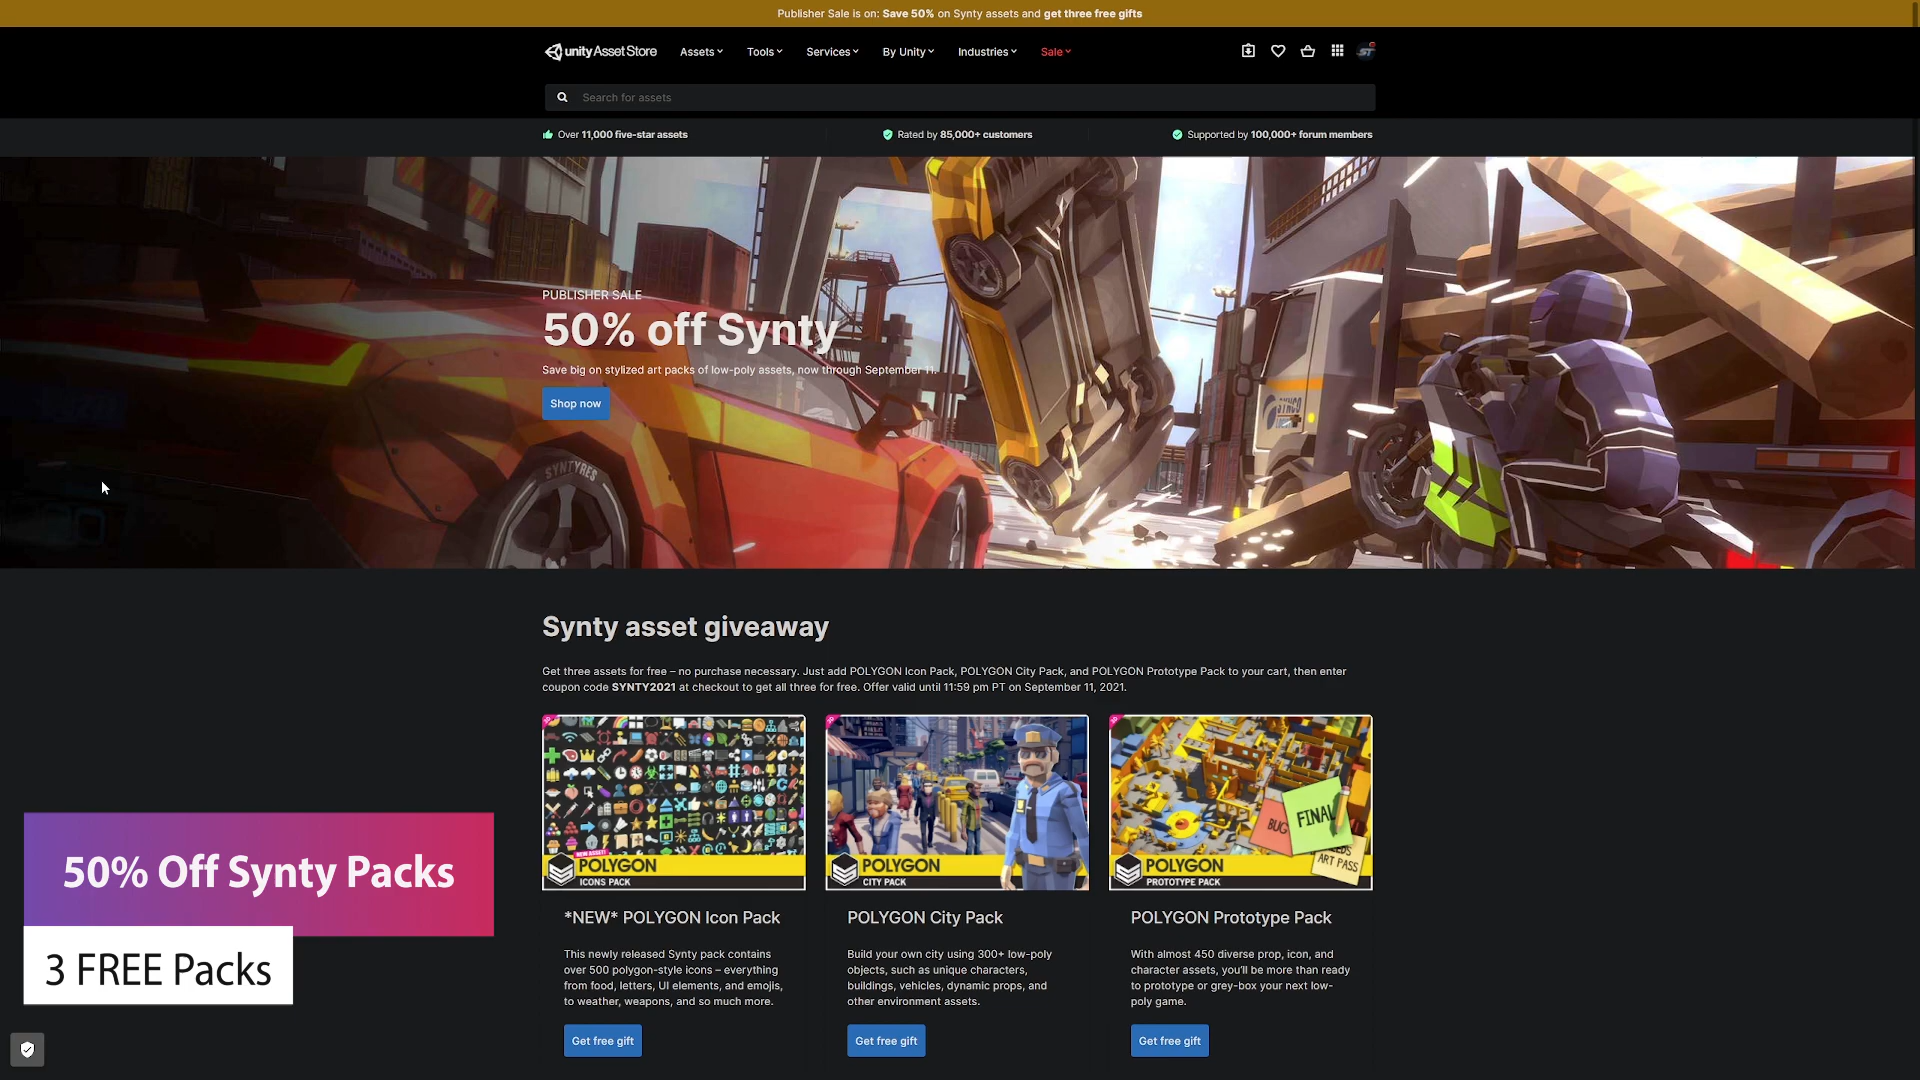 Publisher Sale is on: Save 50% on Synty assets and get three free gifts
unity Asset Store
Assets
Tools
Services
By Unity
Industries
Sale
ST
Search for assets
Over 11,000 five-star assets
Rated by 85,000+ customers
Supported by 100,000+ forum members
PUBLISHER SALE
50% off Synty
Save big on stylized art packs of low-poly assets, now through September 11.
Shop now
SYNTYRES
SYNCO
Synty asset giveaway
Get three assets for free – no purchase necessary. Just add POLYGON Icon Pack, POLYGON City Pack, and POLYGON Prototype Pack to your cart, then enter
coupon code SYNTY2021 at checkout to get all three for free. Offer valid until 11:59 pm PT on September 11, 2021.
NEW ASSET!
POLYGON
ICONS PACK
POLYGON
CITY PACK
BUG
FINAL
ART PASS
POLYGON
PROTOTYPE PACK
*NEW* POLYGON Icon Pack
This newly released Synty pack contains
over 500 polygon-style icons – everything
from food, letters, UI elements, and emojis,
to weather, weapons, and so much more.
Get free gift
POLYGON City Pack
Build your own city using 300+ low-poly
objects, such as unique characters,
buildings, vehicles, dynamic props, and
other environment assets.
Get free gift
POLYGON Prototype Pack
With almost 450 diverse prop, icon, and
character assets, you'll be more than ready
to prototype or grey-box your next low-
poly game.
Get free gift
50% Off Synty Packs
3 FREE Packs